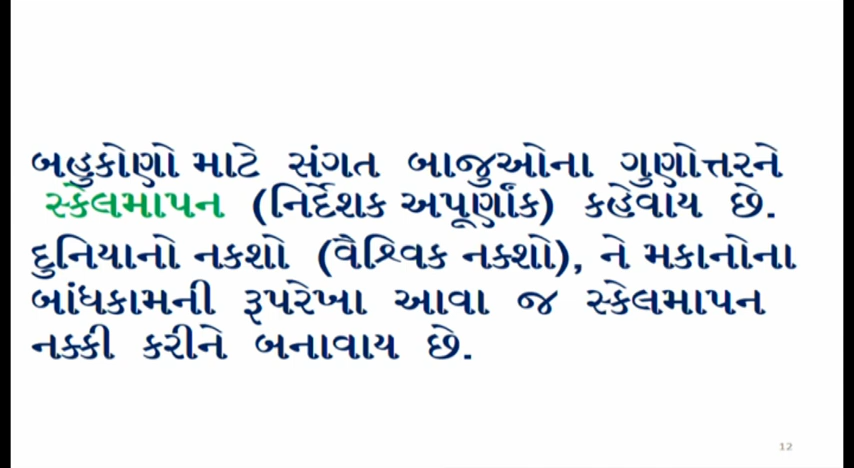 બહુકોણો માટે સંગત બાજુઓના ગુણોત્તરને
સ્કેલમાપન (નિર્દેશક અપૂર્ણાંક) કહેવાય છે.
દુનિયાનો નકશો (વૈશ્વિક નકશો), ને મકાનોના
બાંધકામની રૂપરેખા આવા જ સ્કેલમાપન
નક્કી કરીને બનાવાય છે.
12